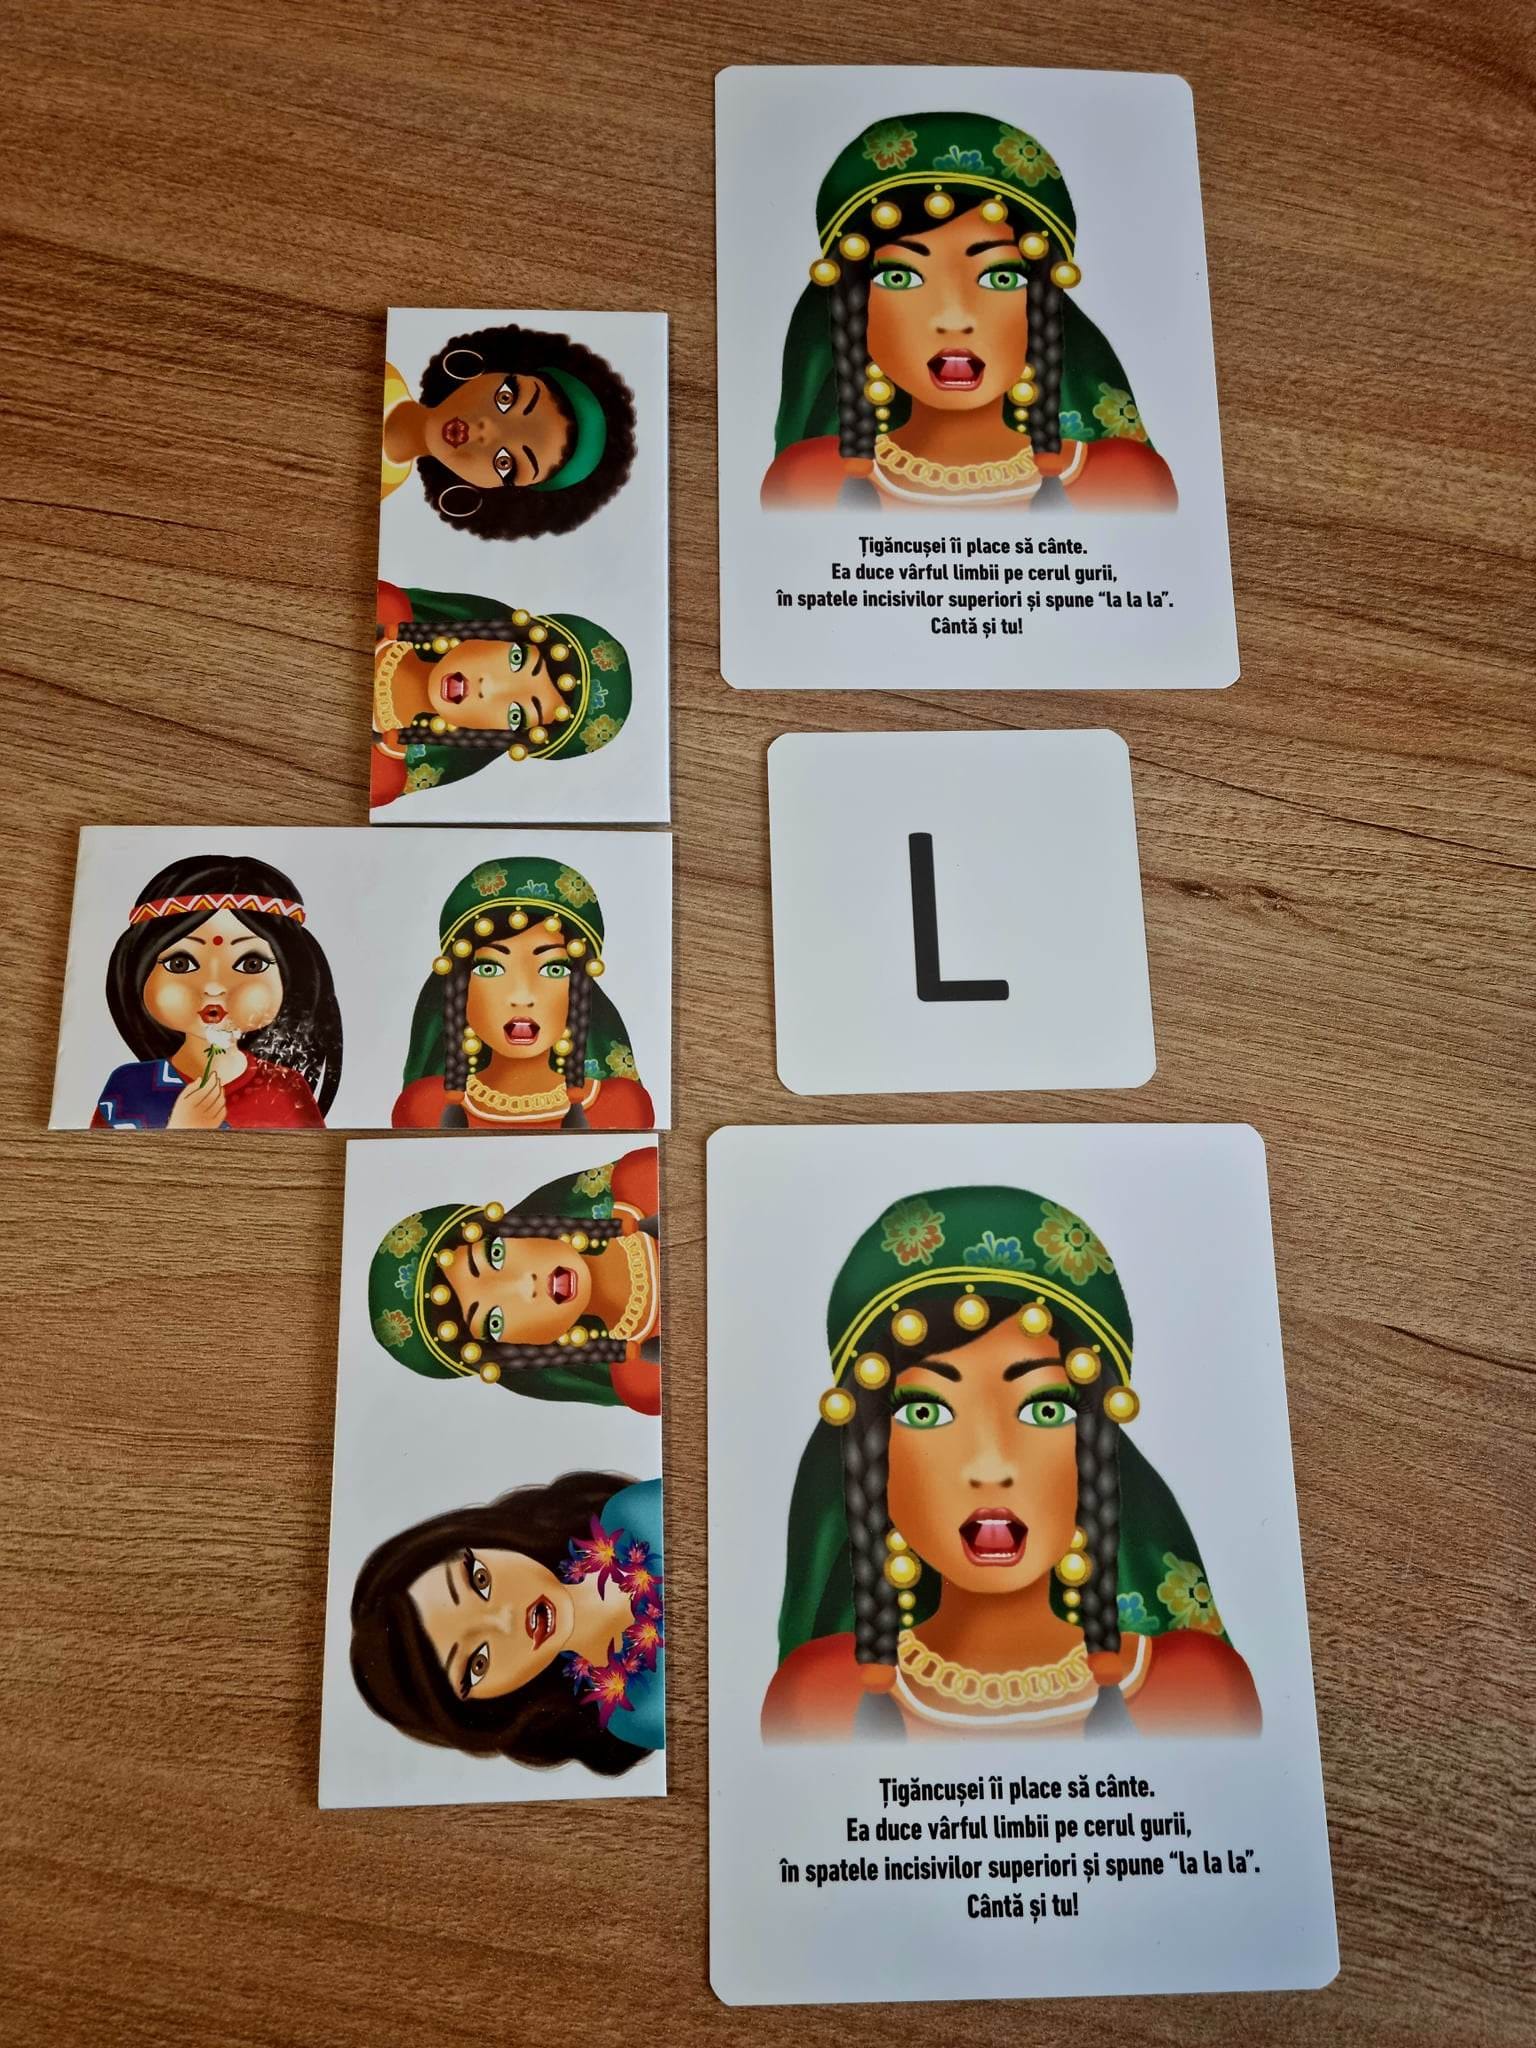 Țigăncușei îi place să cânte.
Ea duce vârful limbii pe cerul gurii,
în spatele incisivilor superiori și spune “la la la”.
Cântă și tu!
L
Țigăncușei îi place să cânte.
Ea duce vârful limbii pe cerul gurii,
în spatele incisivilor superiori și spune “la la la”.
Cântă și tu!